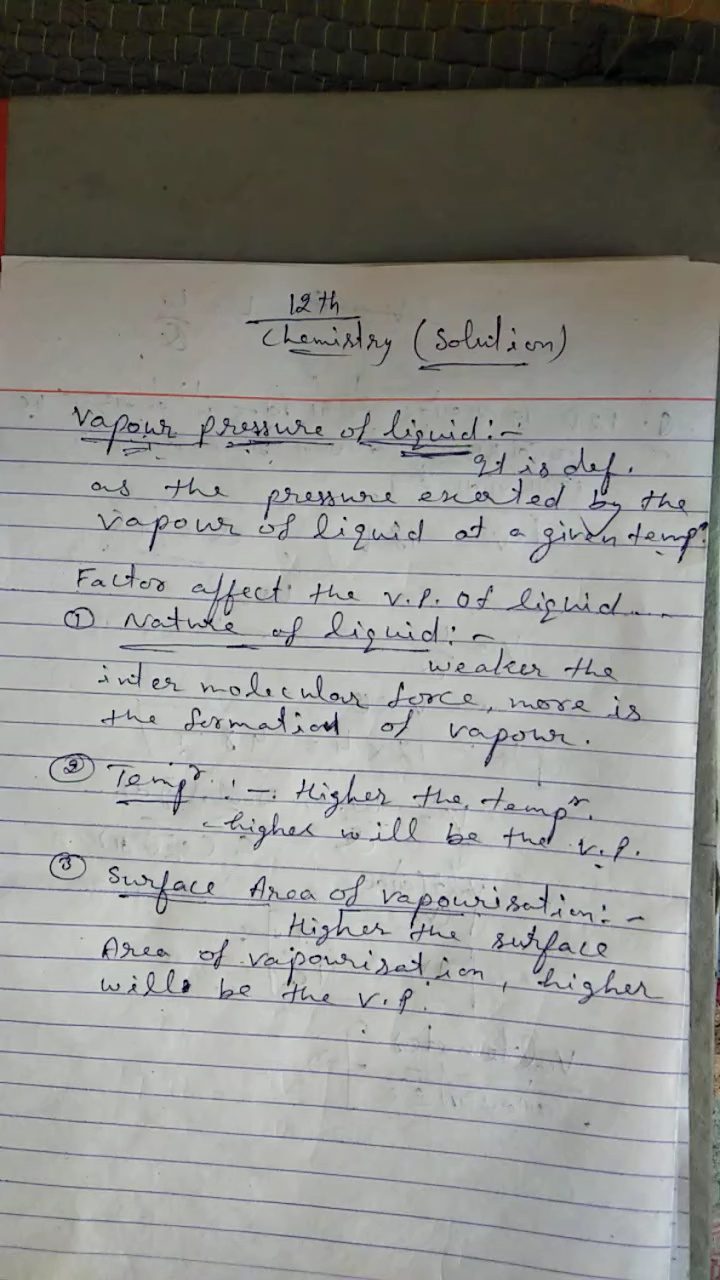 12th
Chemistry (Solution)
Vapour pressure of liquid:-
It is def.
as the pressure exerted by the
vapour of liquid at a given tempr.
Factor affect the v.p. of liquid....
① Nature of liquid:-
weaker the
inter molecular force, more is
the formation of vapour.
② Tempr. :- Higher the tempr.
higher will be the v.p.
③ Surface Area of vapourisation:-
Higher the surface
Area of vapourisation, higher
will be the v.p.